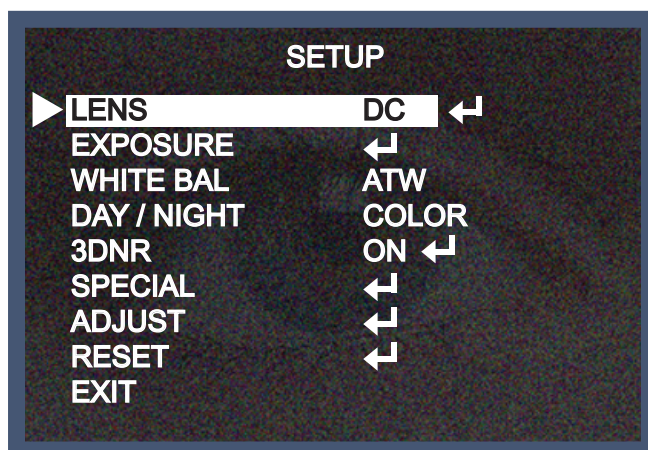 SETUP
LENS DC ↵
EXPOSURE ↵
WHITE BAL ATW
DAY / NIGHT COLOR
3DNR ON ↵
SPECIAL ↵
ADJUST ↵
RESET ↵
EXIT